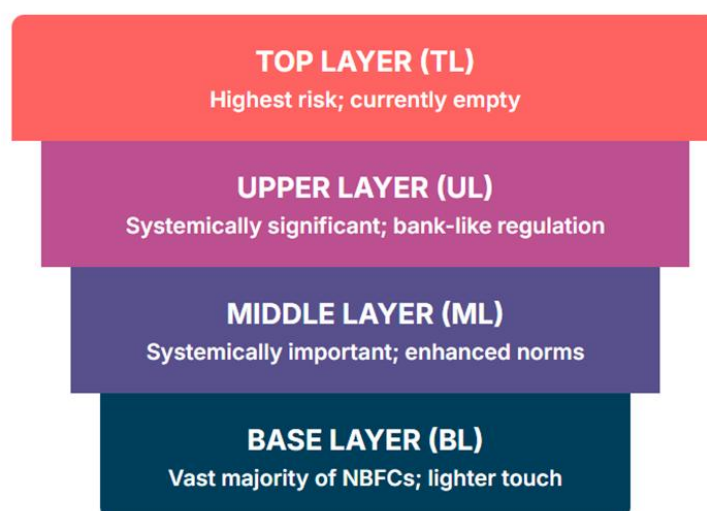 TOP LAYER (TL)
Highest risk; currently empty
UPPER LAYER (UL)
Systemically significant; bank-like regulation
MIDDLE LAYER (ML)
Systemically important; enhanced norms
BASE LAYER (BL)
Vast majority of NBFCs; lighter touch